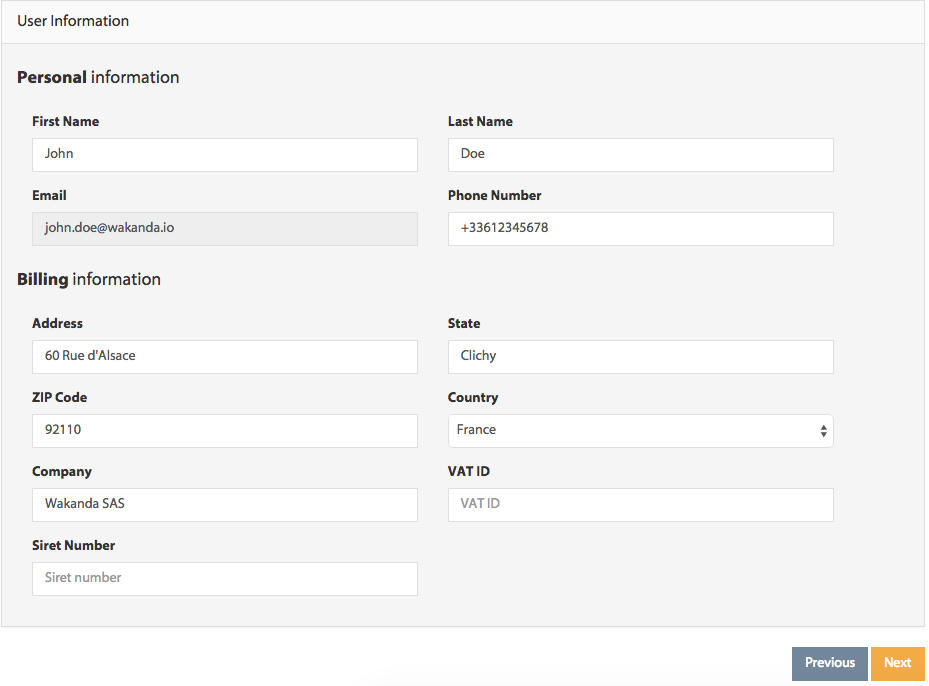 User Information
Personal information
First Name
Last Name
John
Doe
Email
Phone Number
john.doe@wakanda.io
+33612345678
Billing information
Address
State
60 Rue d'Alsace
Clichy
ZIP Code
Country
92110
France
Company
VAT ID
Wakanda SAS
VAT ID
Siret Number
Siret number
Previous
Next